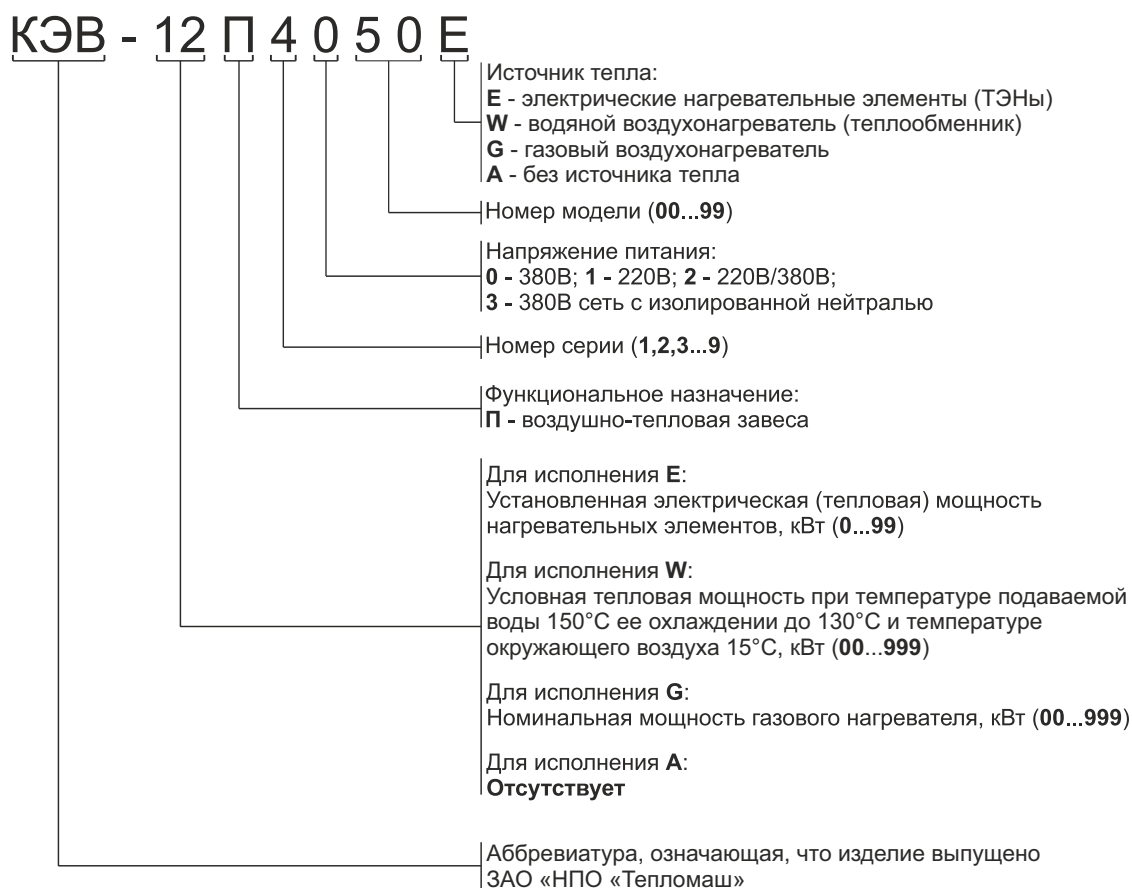 КЭВ - 12 П 4 0 5 0 Е
Источник тепла:
Е - электрические нагревательные элементы (ТЭНы)
W - водяной воздухонагреватель (теплообменник)
G - газовый воздухонагреватель
А - без источника тепла
Номер модели (00...99)
Напряжение питания:
0 - 380В; 1 - 220В; 2 - 220В/380В;
3 - 380В сеть с изолированной нейтралью
Номер серии (1,2,3...9)
Функциональное назначение:
П - воздушно-тепловая завеса
Для исполнения Е:
Установленная электрическая (тепловая) мощность
нагревательных элементов, кВт (0...99)
Для исполнения W:
Условная тепловая мощность при температуре подаваемой
воды 150°С ее охлаждении до 130°С и температуре
окружающего воздуха 15°С, кВт (00...999)
Для исполнения G:
Номинальная мощность газового нагревателя, кВт (00...999)
Для исполнения А:
Отсутствует
Аббревиатура, означающая, что изделие выпущено
ЗАО «НПО «Тепломаш»